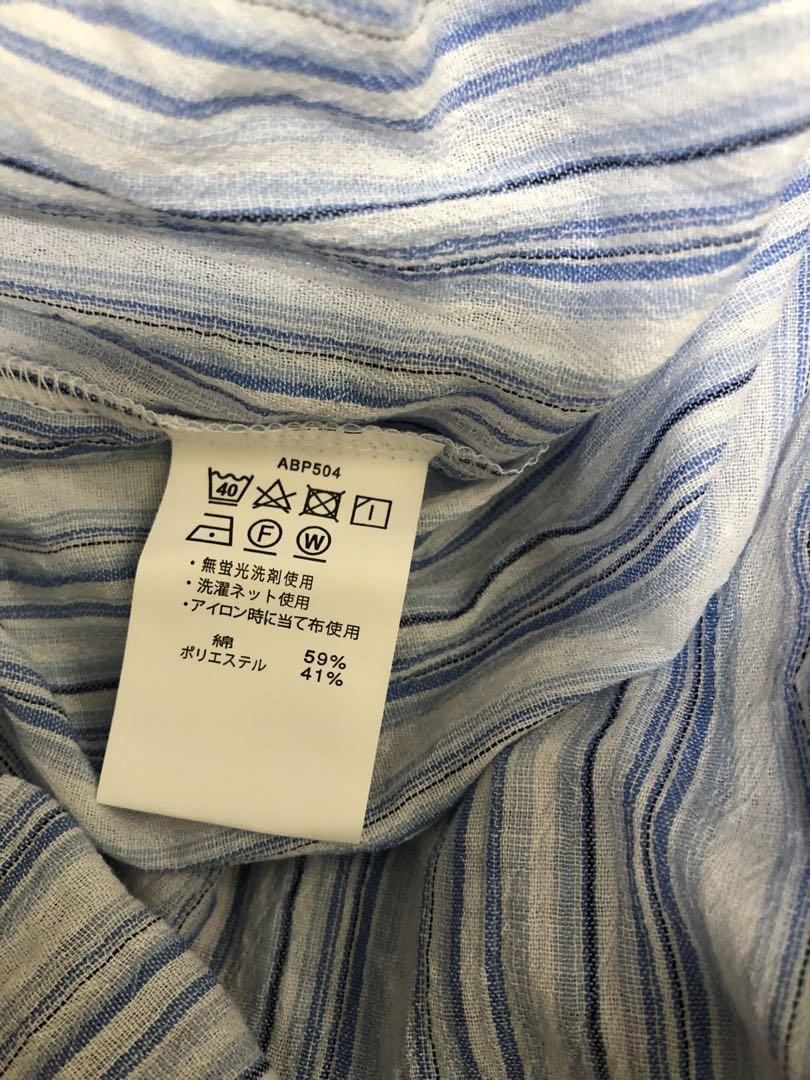 ABP504
40
F W
・無蛍光洗剤使用
・洗濯ネット使用
・アイロン時に当て布使用
綿 59%
ポリエステル 41%